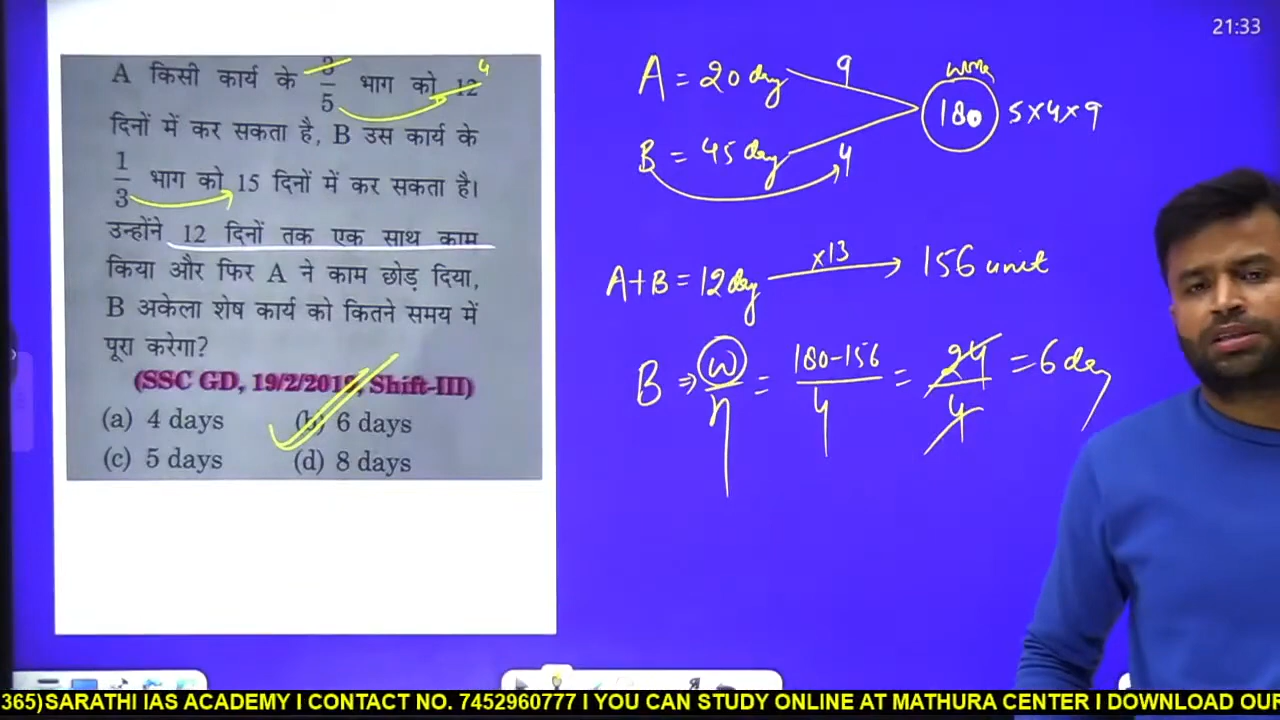 21:33
A किसी कार्य के 3/5 भाग को 12 4
दिनों में कर सकता है, B उस कार्य के
1/3 भाग को 15 दिनों में कर सकता है।
उन्होंने 12 दिनों तक एक साथ काम
किया और फिर A ने काम छोड़ दिया,
B अकेला शेष कार्य को कितने समय में
पूरा करेगा?
(SSC GD, 19/2/2019, Shift-III)
(a) 4 days (b) 6 days
(c) 5 days (d) 8 days
A = 20 day 9 work
180 5x4x9
B = 45 day 4
A+B = 12 day x13 156 unit
B ⇒ w/η = 180-156/4 = 24/4 = 6 day
365)SARATHI IAS ACADEMY I CONTACT NO. 7452960777 I YOU CAN STUDY ONLINE AT MATHURA CENTER I DOWNLOAD OUR